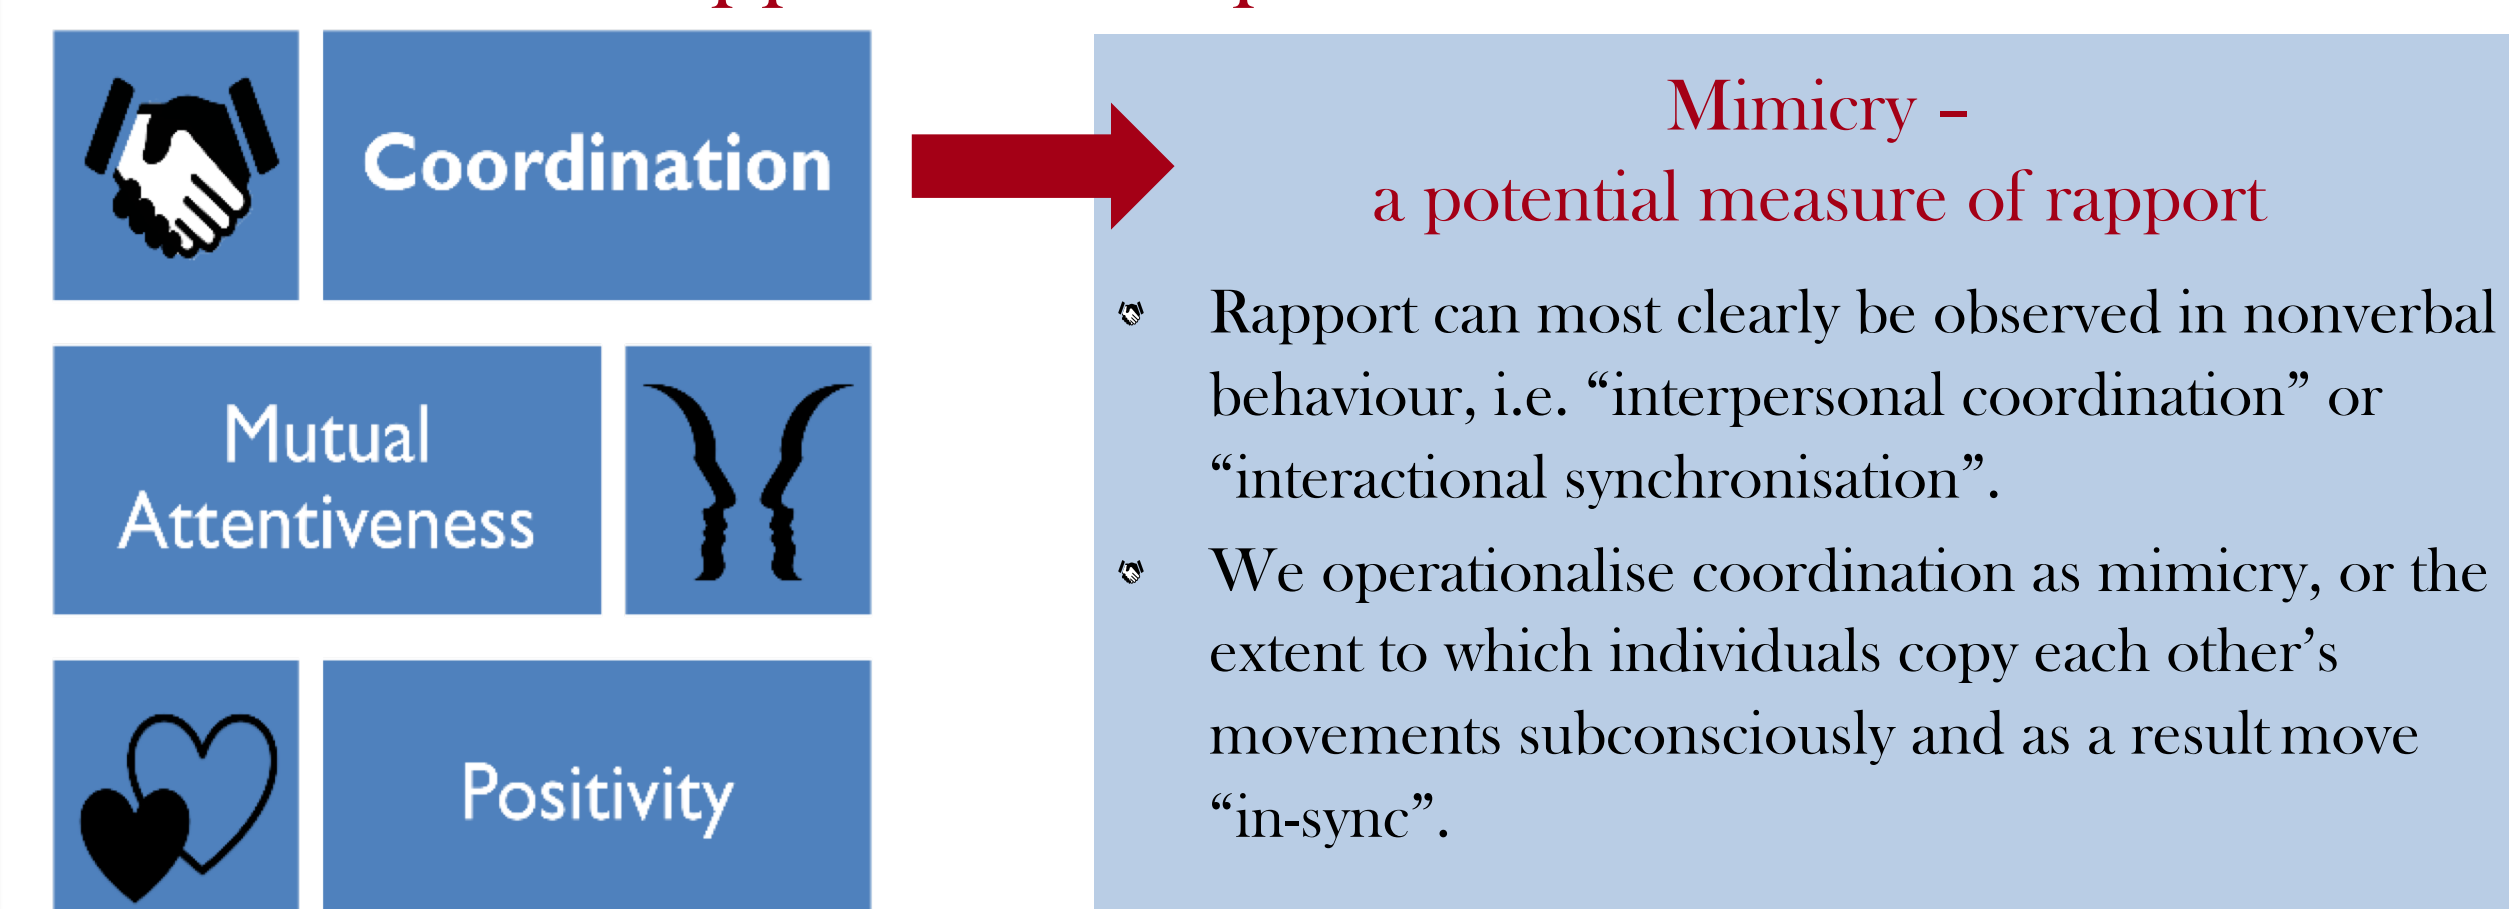 Coordination
Mutual
Attentiveness
Positivity
Mimicry –
a potential measure of rapport
Rapport can most clearly be observed in nonverbal
behaviour, i.e. “interpersonal coordination” or
“interactional synchronisation”.
We operationalise coordination as mimicry, or the
extent to which individuals copy each other’s
movements subconsciously and as a result move
“in-sync”.